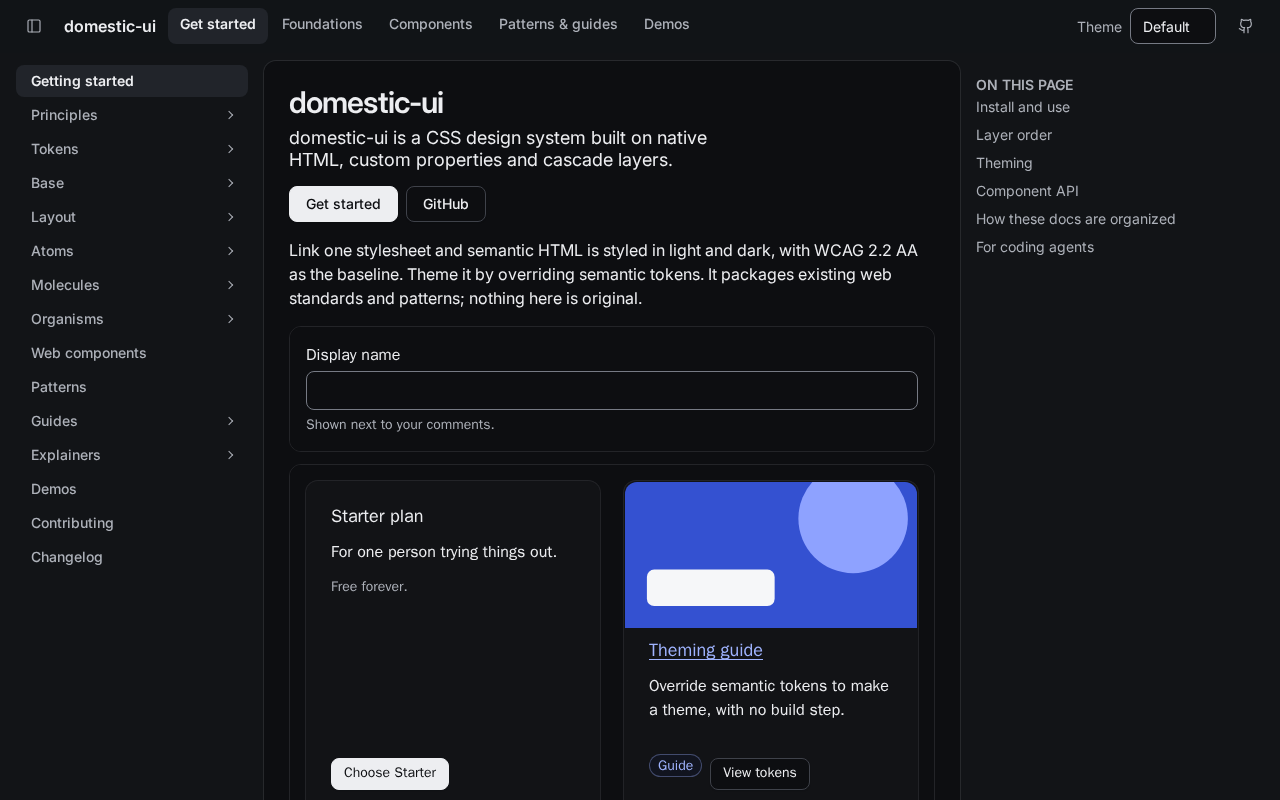 domestic-ui
Get started
Foundations
Components
Patterns & guides
Demos
Theme
Default
Getting started
Principles
Tokens
Base
Layout
Atoms
Molecules
Organisms
Web components
Patterns
Guides
Explainers
Demos
Contributing
Changelog
domestic-ui
domestic-ui is a CSS design system built on native
HTML, custom properties and cascade layers.
Get started
GitHub
Link one stylesheet and semantic HTML is styled in light and dark, with WCAG 2.2 AA
as the baseline. Theme it by overriding semantic tokens. It packages existing web
standards and patterns; nothing here is original.
Display name
Shown next to your comments.
Starter plan
For one person trying things out.
Free forever.
Choose Starter
Theming guide
Override semantic tokens to make
a theme, with no build step.
Guide
View tokens
ON THIS PAGE
Install and use
Layer order
Theming
Component API
How these docs are organized
For coding agents